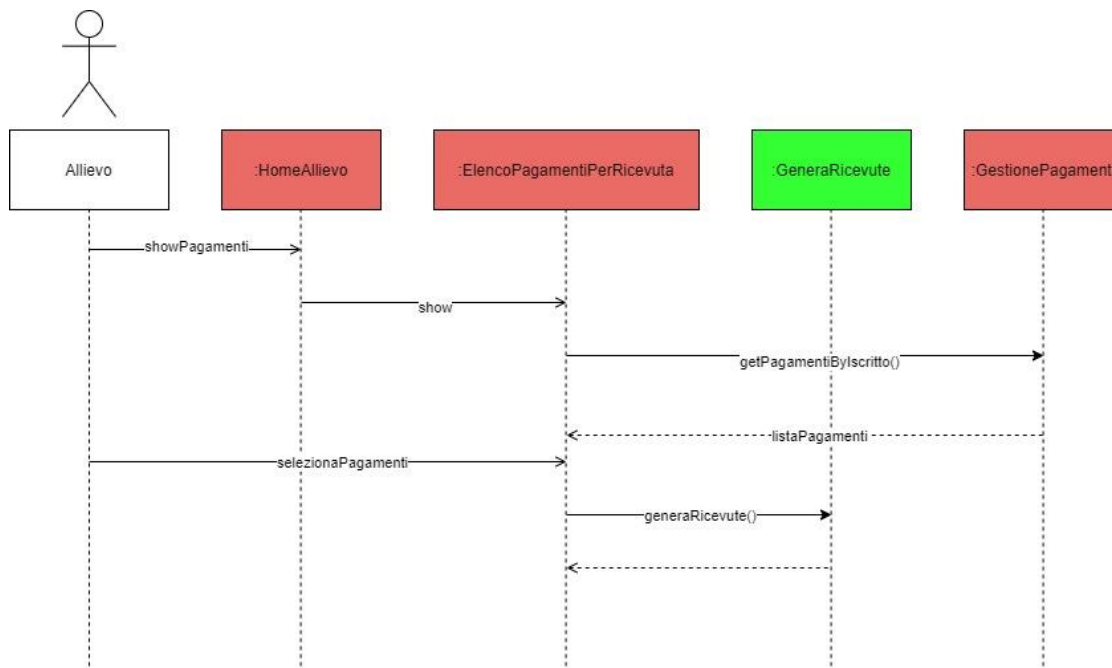 Allievo
:HomeAllievo
:ElencoPagamentiPerRicevuta
:GeneraRicevute
:GestionePagament
showPagamenti
show
getPagamentiByIscritto()
listaPagamenti
selezionaPagamenti
generaRicevute()